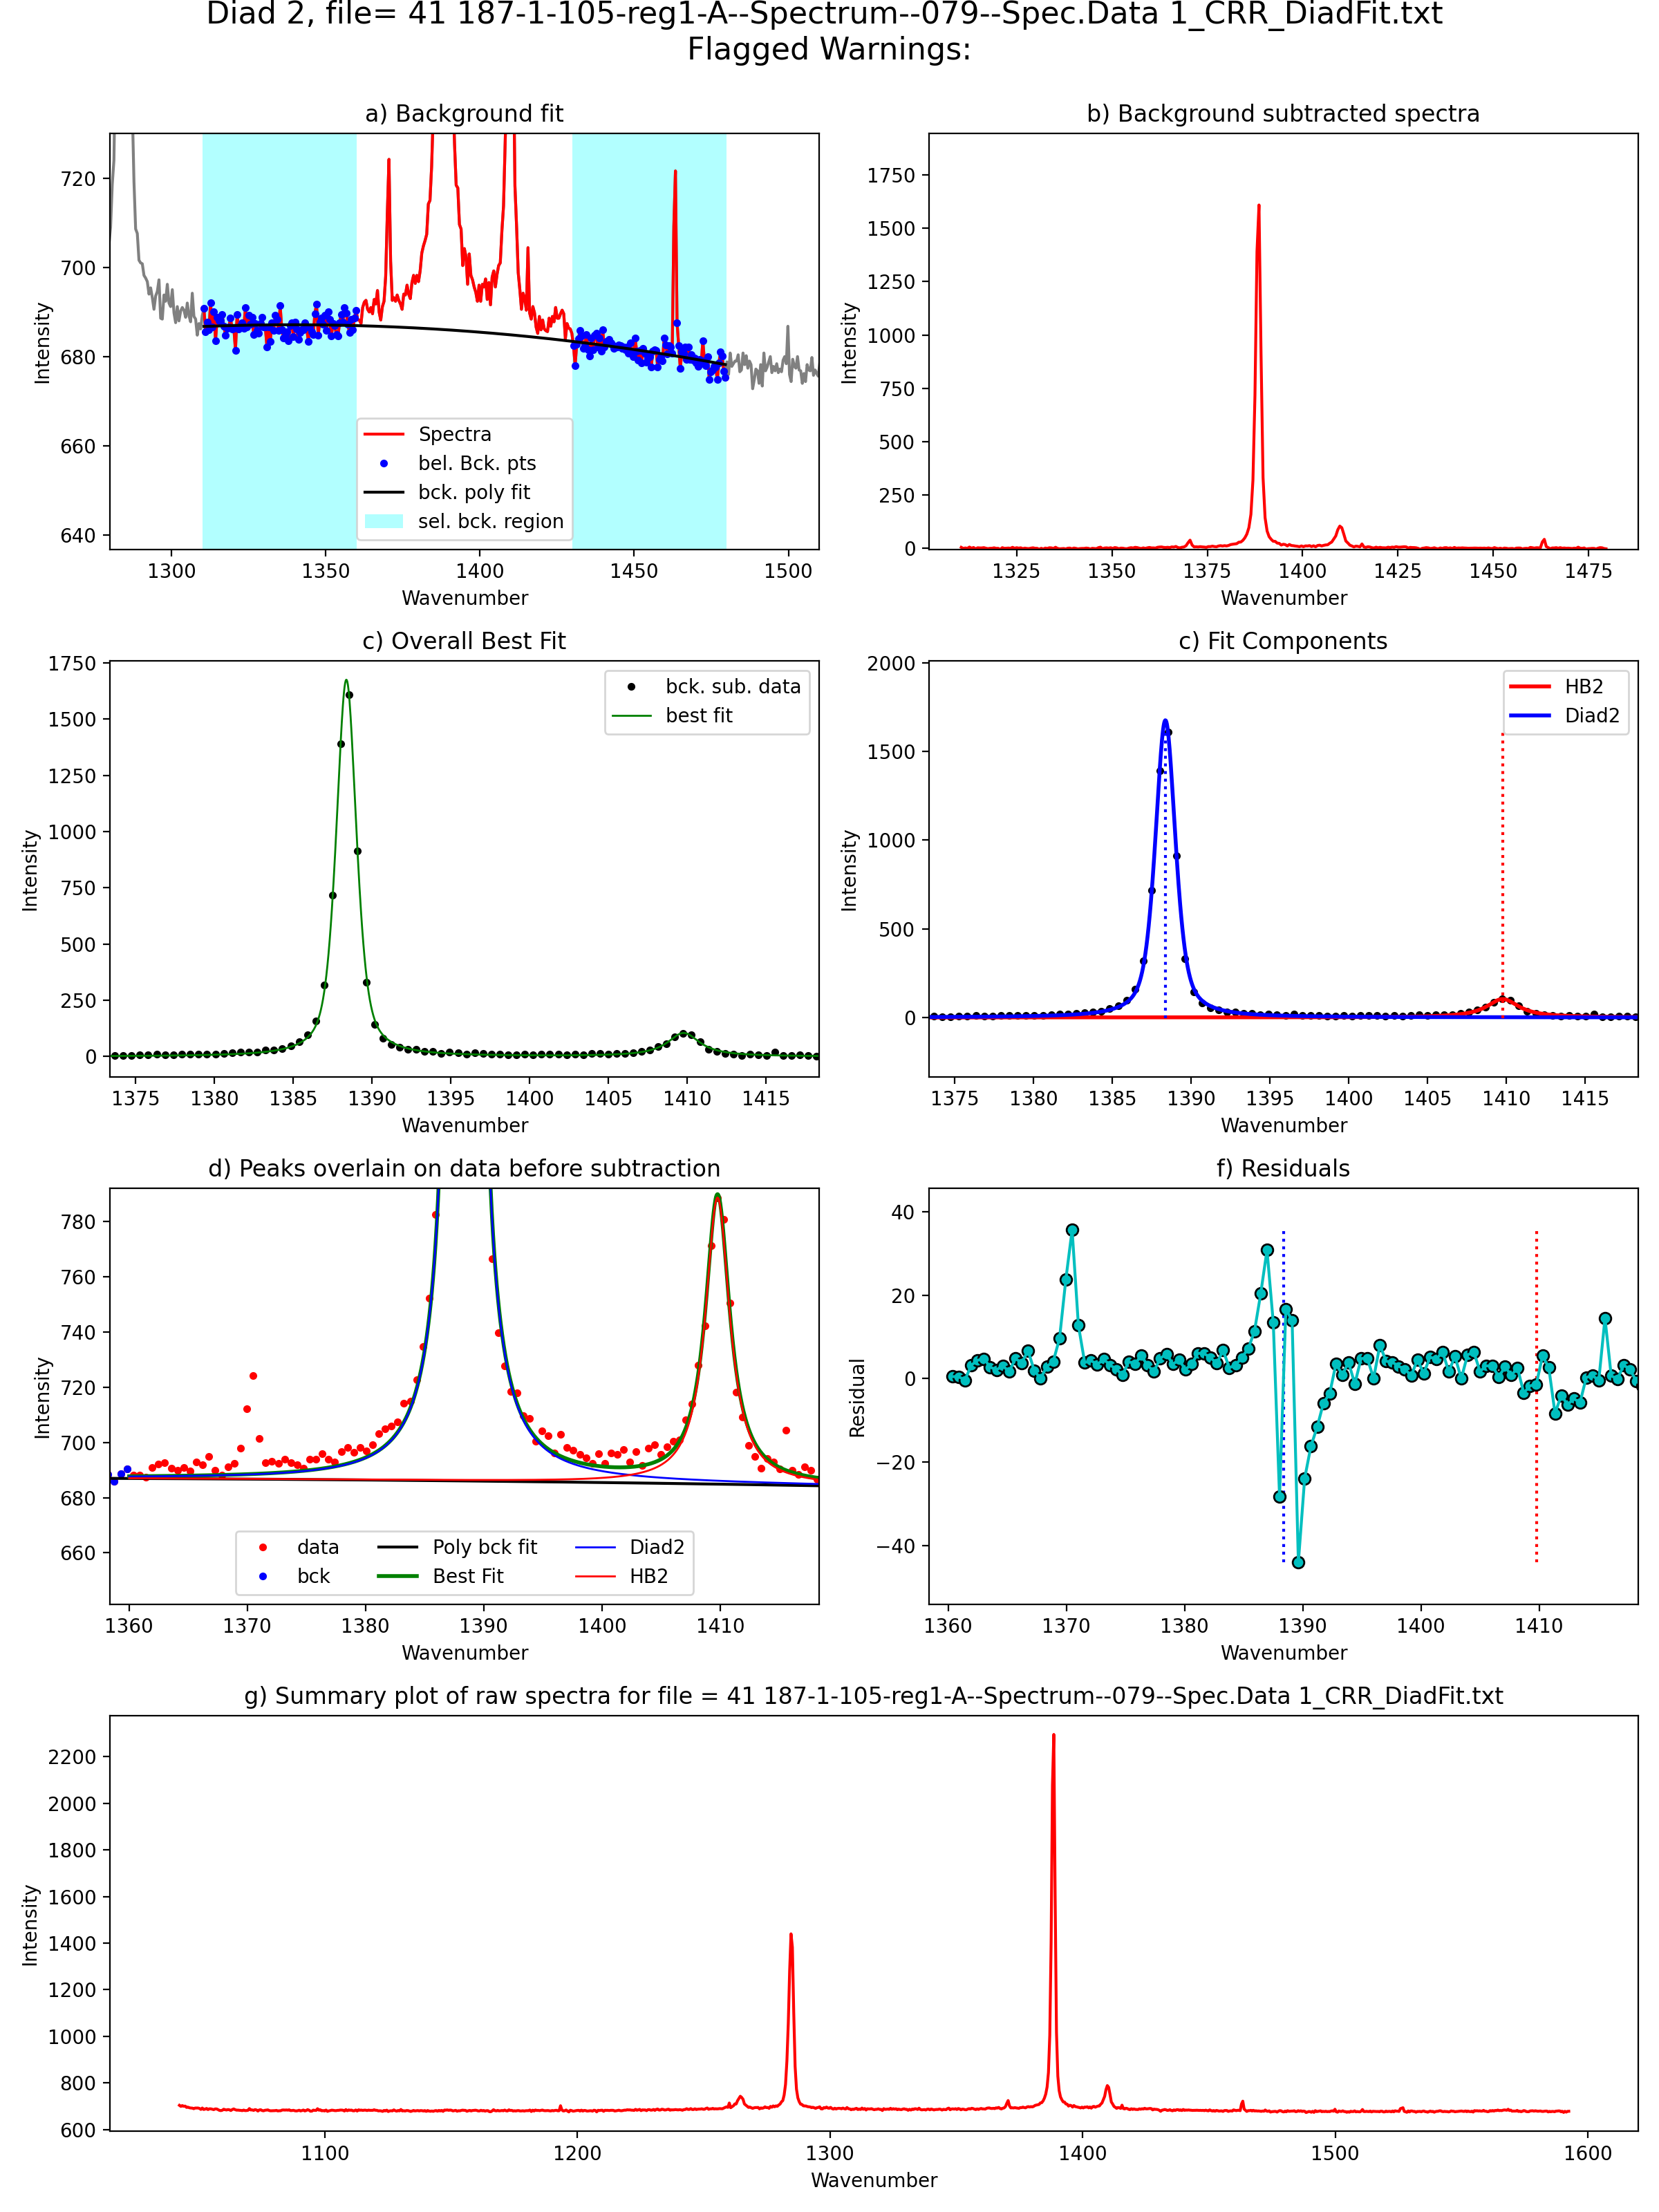 Diad 2, file= 41 187-1-105-reg1-A--Spectrum--079--Spec.Data 1_CRR_DiadFit.txt
Flagged Warnings:
a) Background fit
Intensity
720
700
680
660
640
Spectra
bel. Bck. pts
bck. poly fit
sel. bck. region
1300 1350 1400 1450 1500
Wavenumber
b) Background subtracted spectra
Intensity
1750
1500
1250
1000
750
500
250
0
1325 1350 1375 1400 1425 1450 1475
Wavenumber
c) Overall Best Fit
Intensity
1750
1500
1250
1000
750
500
250
0
bck. sub. data
best fit
1375 1380 1385 1390 1395 1400 1405 1410 1415
Wavenumber
c) Fit Components
Intensity
2000
1500
1000
500
0
HB2
Diad2
1375 1380 1385 1390 1395 1400 1405 1410 1415
Wavenumber
d) Peaks overlain on data before subtraction
Intensity
780
760
740
720
700
680
660
data Poly bck fit Diad2
bck Best Fit HB2
1360 1370 1380 1390 1400 1410
Wavenumber
f) Residuals
Residual
40
20
0
−20
−40
1360 1370 1380 1390 1400 1410
Wavenumber
g) Summary plot of raw spectra for file = 41 187-1-105-reg1-A--Spectrum--079--Spec.Data 1_CRR_DiadFit.txt
Intensity
2200
2000
1800
1600
1400
1200
1000
800
600
1100 1200 1300 1400 1500 1600
Wavenumber